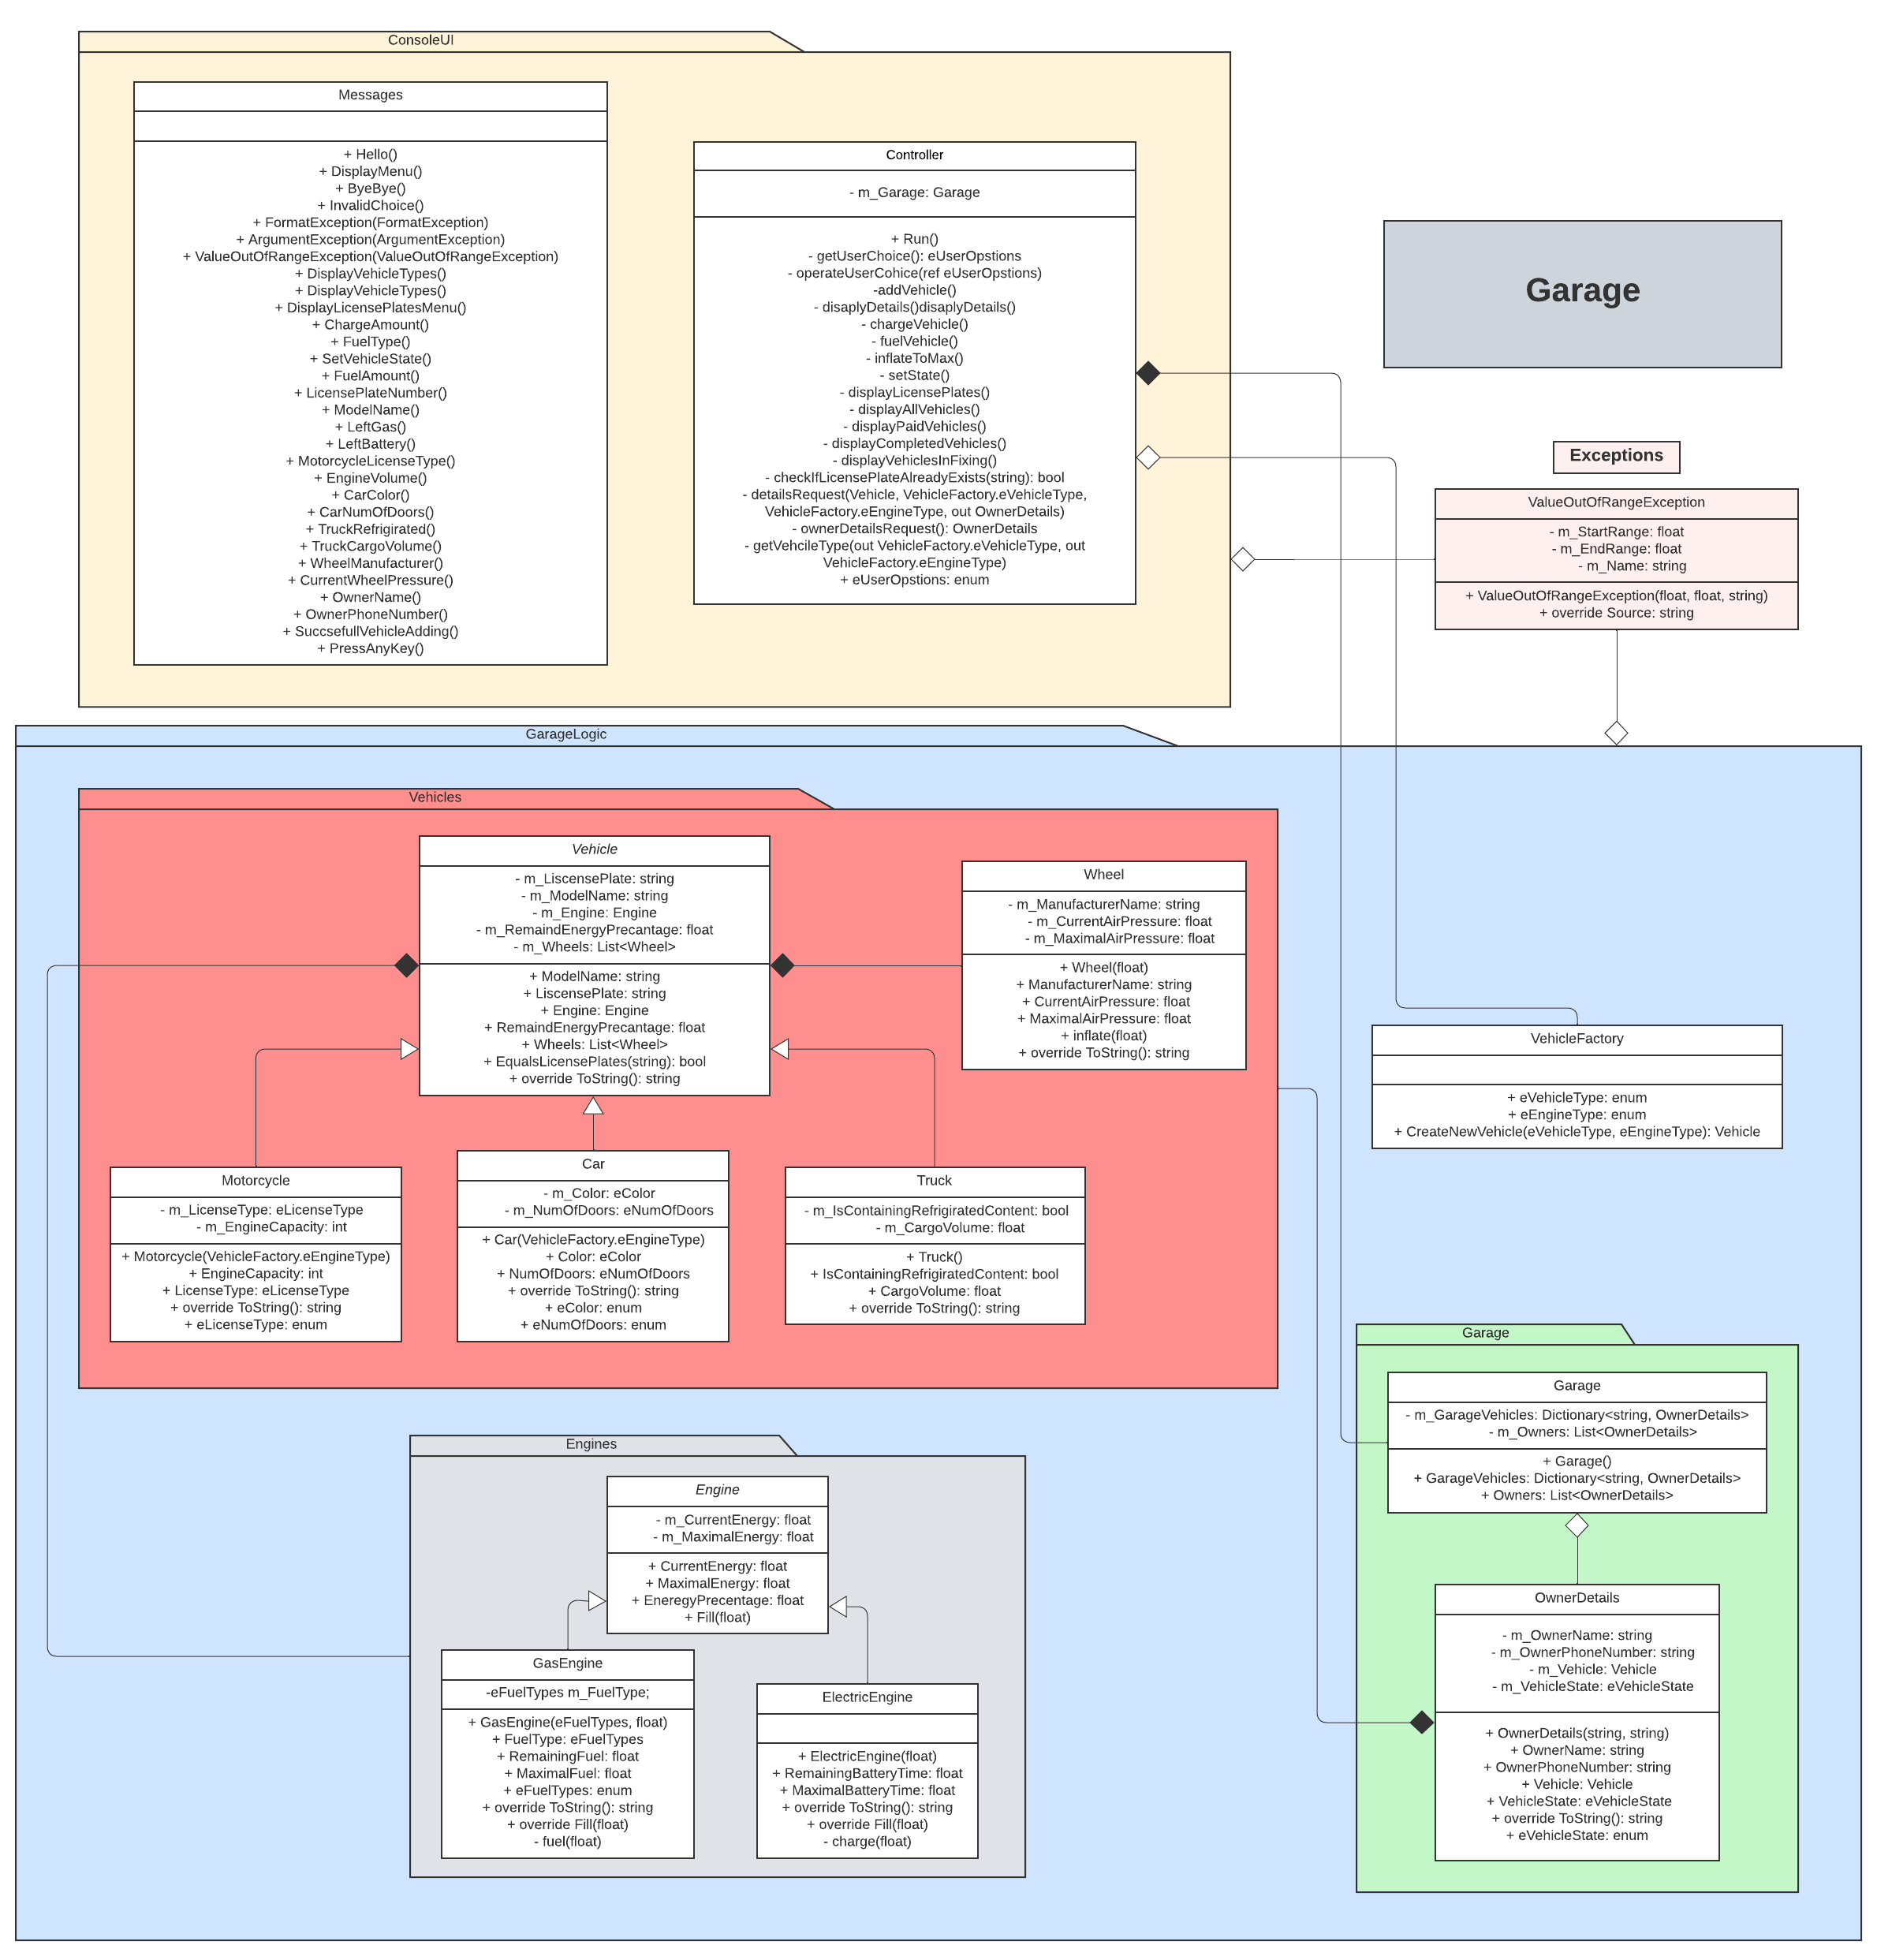 ConsoleUI
Messages
+ Hello()
+ DisplayMenu()
+ ByeBye()
+ InvalidChoice()
+ FormatException(FormatException)
+ ArgumentException(ArgumentException)
+ ValueOutOfRangeException(ValueOutOfRangeException)
+ DisplayVehicleTypes()
+ DisplayVehicleTypes()
+ DisplayLicensePlatesMenu()
+ ChargeAmount()
+ FuelType()
+ SetVehicleState()
+ FuelAmount()
+ LicensePlateNumber()
+ ModelName()
+ LeftGas()
+ LeftBattery()
+ MotorcycleLicenseType()
+ EngineVolume()
+ CarColor()
+ CarNumOfDoors()
+ TruckRefrigirated()
+ TruckCargoVolume()
+ WheelManufacturer()
+ CurrentWheelPressure()
+ OwnerName()
+ OwnerPhoneNumber()
+ SuccsefullVehicleAdding()
+ PressAnyKey()
Controller
- m_Garage: Garage
+ Run()
- getUserChoice(): eUserOpstions
- operateUserCohice(ref eUserOpstions)
-addVehicle()
- disaplyDetails()disaplyDetails()
- chargeVehicle()
- fuelVehicle()
- inflateToMax()
- setState()
- displayLicensePlates()
- displayAllVehicles()
- displayPaidVehicles()
- displayCompletedVehicles()
- displayVehiclesInFixing()
- checkIfLicensePlateAlreadyExists(string): bool
- detailsRequest(Vehicle, VehicleFactory.eVehicleType,
VehicleFactory.eEngineType, out OwnerDetails)
- ownerDetailsRequest(): OwnerDetails
- getVehcileType(out VehicleFactory.eVehicleType, out
VehicleFactory.eEngineType)
+ eUserOpstions: enum
Garage
Exceptions
ValueOutOfRangeException
- m_StartRange: float
- m_EndRange: float
- m_Name: string
+ ValueOutOfRangeException(float, float, string)
+ override Source: string
GarageLogic
Vehicles
Vehicle
- m_LiscensePlate: string
- m_ModelName: string
- m_Engine: Engine
- m_RemaindEnergyPrecantage: float
- m_Wheels: List<Wheel>
+ ModelName: string
+ LiscensePlate: string
+ Engine: Engine
+ RemaindEnergyPrecantage: float
+ Wheels: List<Wheel>
+ EqualsLicensePlates(string): bool
+ override ToString(): string
Wheel
- m_ManufacturerName: string
- m_CurrentAirPressure: float
- m_MaximalAirPressure: float
+ Wheel(float)
+ ManufacturerName: string
+ CurrentAirPressure: float
+ MaximalAirPressure: float
+ inflate(float)
+ override ToString(): string
VehicleFactory
+ eVehicleType: enum
+ eEngineType: enum
+ CreateNewVehicle(eVehicleType, eEngineType): Vehicle
Motorcycle
- m_LicenseType: eLicenseType
- m_EngineCapacity: int
+ Motorcycle(VehicleFactory.eEngineType)
+ EngineCapacity: int
+ LicenseType: eLicenseType
+ override ToString(): string
+ eLicenseType: enum
Car
- m_Color: eColor
- m_NumOfDoors: eNumOfDoors
+ Car(VehicleFactory.eEngineType)
+ Color: eColor
+ NumOfDoors: eNumOfDoors
+ override ToString(): string
+ eColor: enum
+ eNumOfDoors: enum
Truck
- m_IsContainingRefrigiratedContent: bool
- m_CargoVolume: float
+ Truck()
+ IsContainingRefrigiratedContent: bool
+ CargoVolume: float
+ override ToString(): string
Garage
Garage
- m_GarageVehicles: Dictionary<string, OwnerDetails>
- m_Owners: List<OwnerDetails>
+ Garage()
+ GarageVehicles: Dictionary<string, OwnerDetails>
+ Owners: List<OwnerDetails>
OwnerDetails
- m_OwnerName: string
- m_OwnerPhoneNumber: string
- m_Vehicle: Vehicle
- m_VehicleState: eVehicleState
+ OwnerDetails(string, string)
+ OwnerName: string
+ OwnerPhoneNumber: string
+ Vehicle: Vehicle
+ VehicleState: eVehicleState
+ override ToString(): string
+ eVehicleState: enum
Engines
Engine
- m_CurrentEnergy: float
- m_MaximalEnergy: float
+ CurrentEnergy: float
+ MaximalEnergy: float
+ EneregyPrecentage: float
+ Fill(float)
GasEngine
-eFuelTypes m_FuelType;
+ GasEngine(eFuelTypes, float)
+ FuelType: eFuelTypes
+ RemainingFuel: float
+ MaximalFuel: float
+ eFuelTypes: enum
+ override ToString(): string
+ override Fill(float)
- fuel(float)
ElectricEngine
+ ElectricEngine(float)
+ RemainingBatteryTime: float
+ MaximalBatteryTime: float
+ override ToString(): string
+ override Fill(float)
- charge(float)